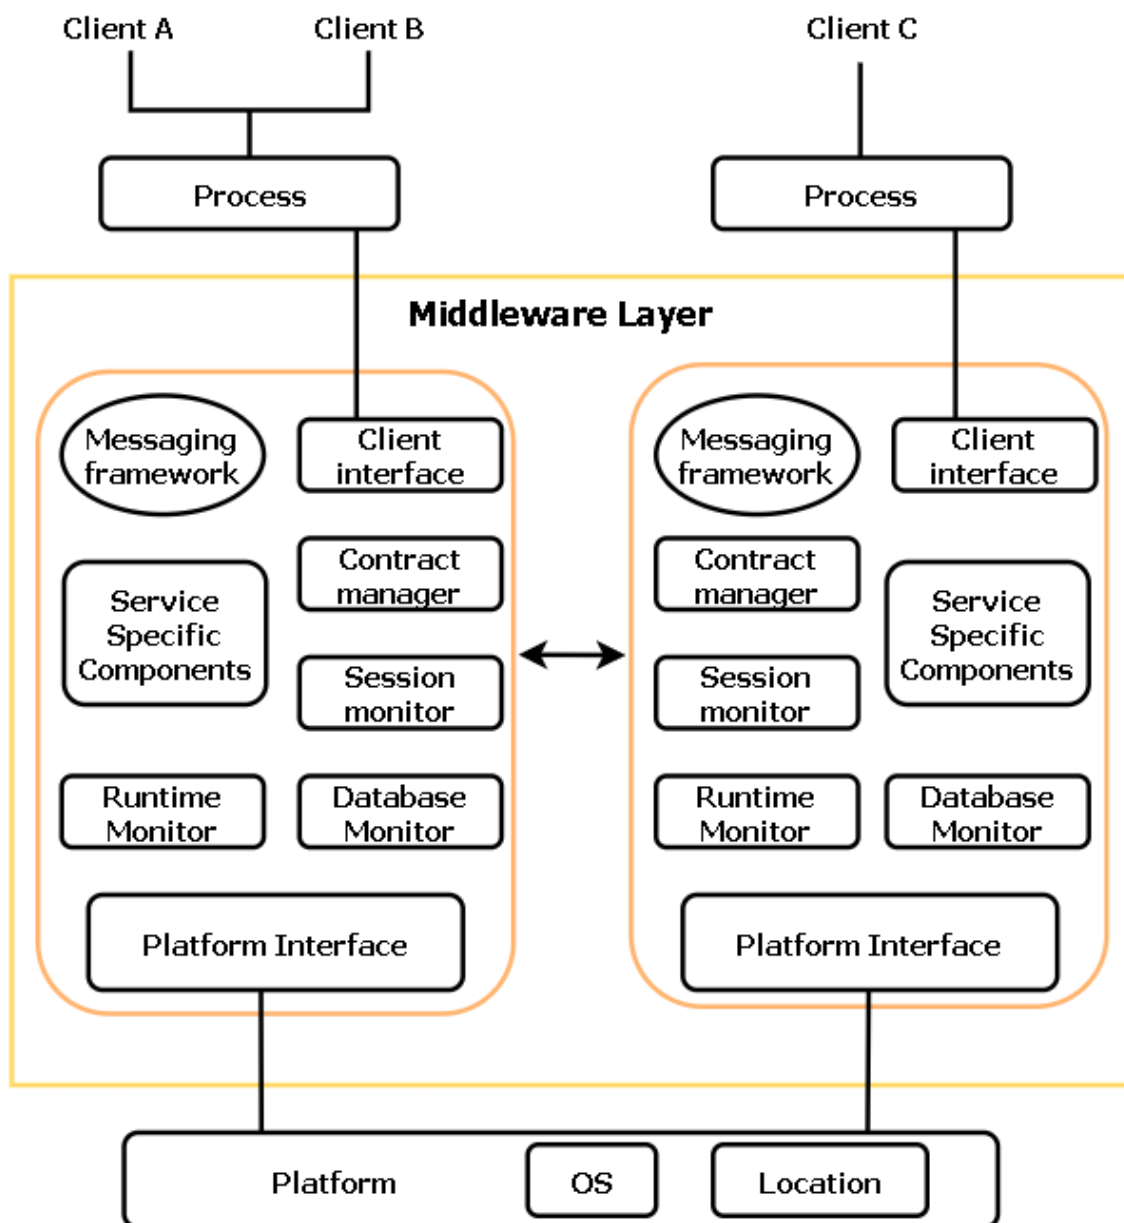 Client A
Client B
Client C
Process
Process
Middleware Layer
Messaging
framework
Client
interface
Contract
manager
Service
Specific
Components
Session
monitor
Runtime
Monitor
Database
Monitor
Platform Interface
Messaging
framework
Client
interface
Contract
manager
Service
Specific
Components
Session
monitor
Runtime
Monitor
Database
Monitor
Platform Interface
Platform
OS
Location